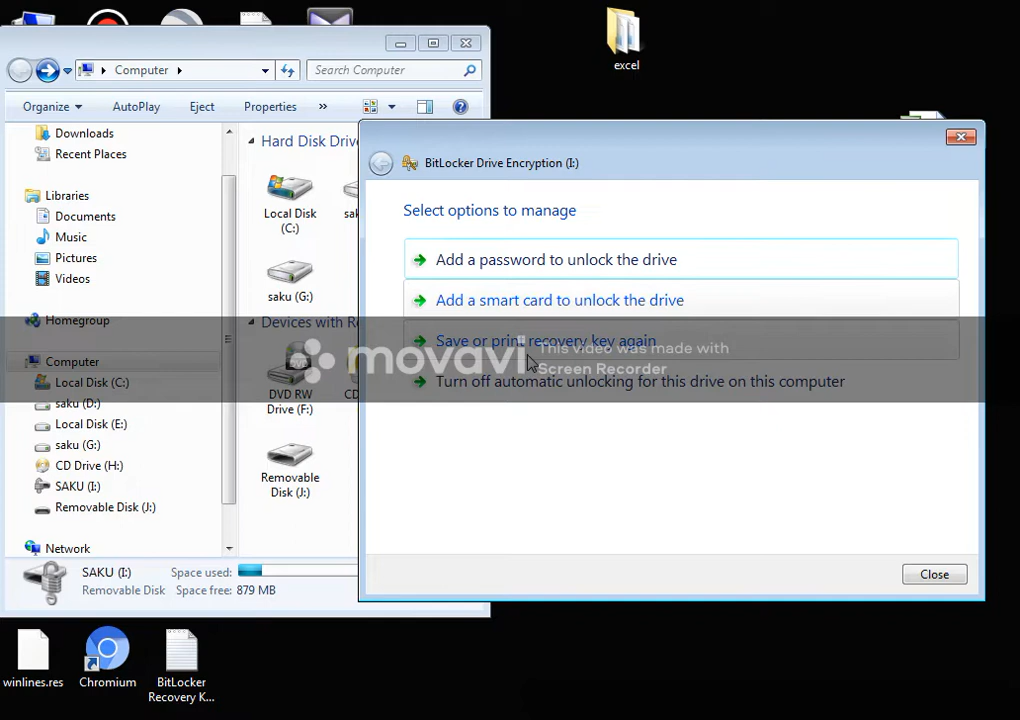 excel
Computer
Search Computer
Organize
AutoPlay
Eject
Properties
»
Downloads
Recent Places
Libraries
Documents
Music
Pictures
Videos
Homegroup
Computer
Local Disk (C:)
saku (D:)
Local Disk (E:)
saku (G:)
CD Drive (H:)
SAKU (I:)
Removable Disk (J:)
Network
Hard Disk Drive
Local Disk
(C:)
sak
saku (G:)
Devices with Re
DVD RW
Drive (F:)
CD
Removable
Disk (J:)
SAKU (I:)
Space used:
Removable Disk
Space free: 879 MB
BitLocker Drive Encryption (I:)
Select options to manage
Add a password to unlock the drive
Add a smart card to unlock the drive
Save or print recovery key again
Turn off automatic unlocking for this drive on this computer
Close
movavi
This video was made with
Screen Recorder
winlines.res
Chromium
BitLocker
Recovery K...